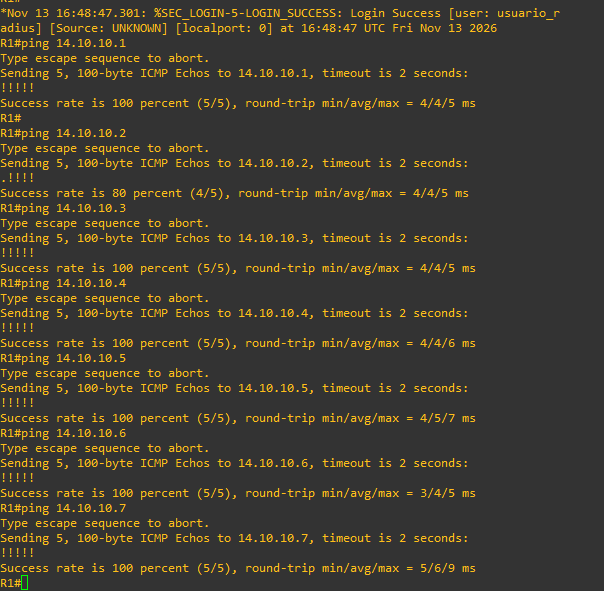 *Nov 13 16:48:47.301: %SEC_LOGIN-5-LOGIN_SUCCESS: Login Success [user: usuario_r
adius] [Source: UNKNOWN] [localport: 0] at 16:48:47 UTC Fri Nov 13 2026
R1#ping 14.10.10.1
Type escape sequence to abort.
Sending 5, 100-byte ICMP Echos to 14.10.10.1, timeout is 2 seconds:
!!!!!
Success rate is 100 percent (5/5), round-trip min/avg/max = 4/4/5 ms
R1#
R1#ping 14.10.10.2
Type escape sequence to abort.
Sending 5, 100-byte ICMP Echos to 14.10.10.2, timeout is 2 seconds:
.!!!!
Success rate is 80 percent (4/5), round-trip min/avg/max = 4/4/5 ms
R1#ping 14.10.10.3
Type escape sequence to abort.
Sending 5, 100-byte ICMP Echos to 14.10.10.3, timeout is 2 seconds:
!!!!!
Success rate is 100 percent (5/5), round-trip min/avg/max = 4/4/5 ms
R1#ping 14.10.10.4
Type escape sequence to abort.
Sending 5, 100-byte ICMP Echos to 14.10.10.4, timeout is 2 seconds:
!!!!!
Success rate is 100 percent (5/5), round-trip min/avg/max = 4/4/6 ms
R1#ping 14.10.10.5
Type escape sequence to abort.
Sending 5, 100-byte ICMP Echos to 14.10.10.5, timeout is 2 seconds:
!!!!!
Success rate is 100 percent (5/5), round-trip min/avg/max = 4/5/7 ms
R1#ping 14.10.10.6
Type escape sequence to abort.
Sending 5, 100-byte ICMP Echos to 14.10.10.6, timeout is 2 seconds:
!!!!!
Success rate is 100 percent (5/5), round-trip min/avg/max = 3/4/5 ms
R1#ping 14.10.10.7
Type escape sequence to abort.
Sending 5, 100-byte ICMP Echos to 14.10.10.7, timeout is 2 seconds:
!!!!!
Success rate is 100 percent (5/5), round-trip min/avg/max = 5/6/9 ms
R1#